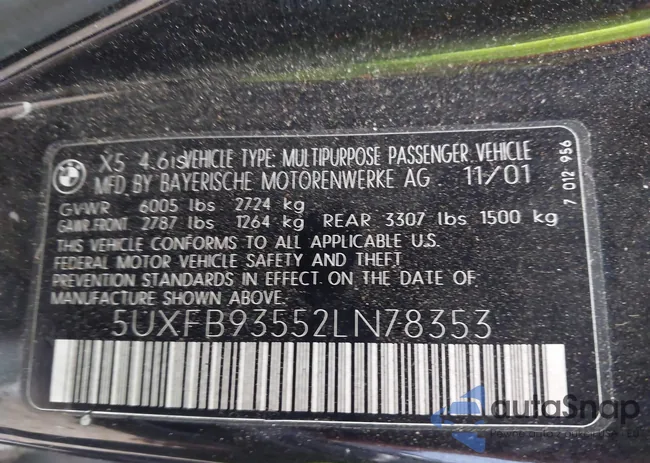 BMW
X5 4.6is VEHICLE TYPE: MULTIPURPOSE PASSENGER VEHICLE
MFD BY BAYERISCHE MOTORENWERKE AG 11/01
GVWR 6005 lbs 2724 kg
GAWR FRONT 2787 lbs 1264 kg REAR 3307 lbs 1500 kg
THIS VEHICLE CONFORMS TO ALL APPLICABLE U.S.
FEDERAL MOTOR VEHICLE SAFETY AND THEFT
PREVENTION STANDARDS IN EFFECT ON THE DATE OF
MANUFACTURE SHOWN ABOVE.
5UXFB93552LN78353
7 012 956
autoSnap